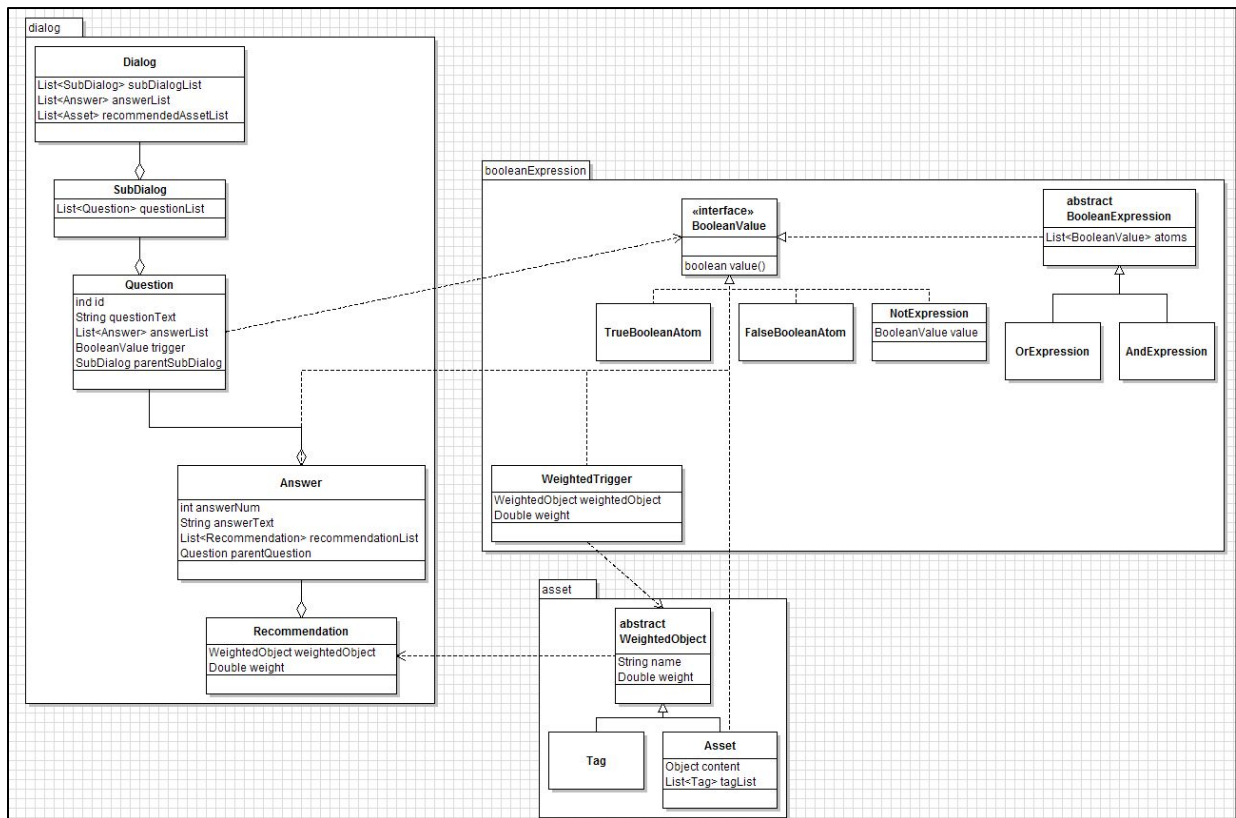 dialog
Dialog
List<SubDialog> subDialogList
List<Answer> answerList
List<Asset> recommendedAssetList
SubDialog
List<Question> questionList
Question
ind id
String questionText
List<Answer> answerList
BooleanValue trigger
SubDialog parentSubDialog
Answer
int answerNum
String answerText
List<Recommendation> recommendationList
Question parentQuestion
Recommendation
WeightedObject weightedObject
Double weight
booleanExpression
«interface»
BooleanValue
boolean value()
abstract
BooleanExpression
List<BooleanValue> atoms
TrueBooleanAtom
FalseBooleanAtom
NotExpression
BooleanValue value
OrExpression
AndExpression
WeightedTrigger
WeightedObject weightedObject
Double weight
asset
abstract
WeightedObject
String name
Double weight
Tag
Asset
Object content
List<Tag> tagList